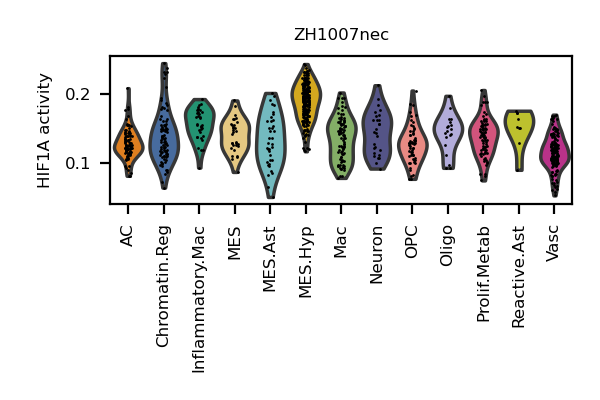 ZH1007nec
HIF1A activity
0.2
0.1
AC
Chromatin.Reg
Inflammatory.Mac
MES
MES.Ast
MES.Hyp
Mac
Neuron
OPC
Oligo
Prolif.Metab
Reactive.Ast
Vasc